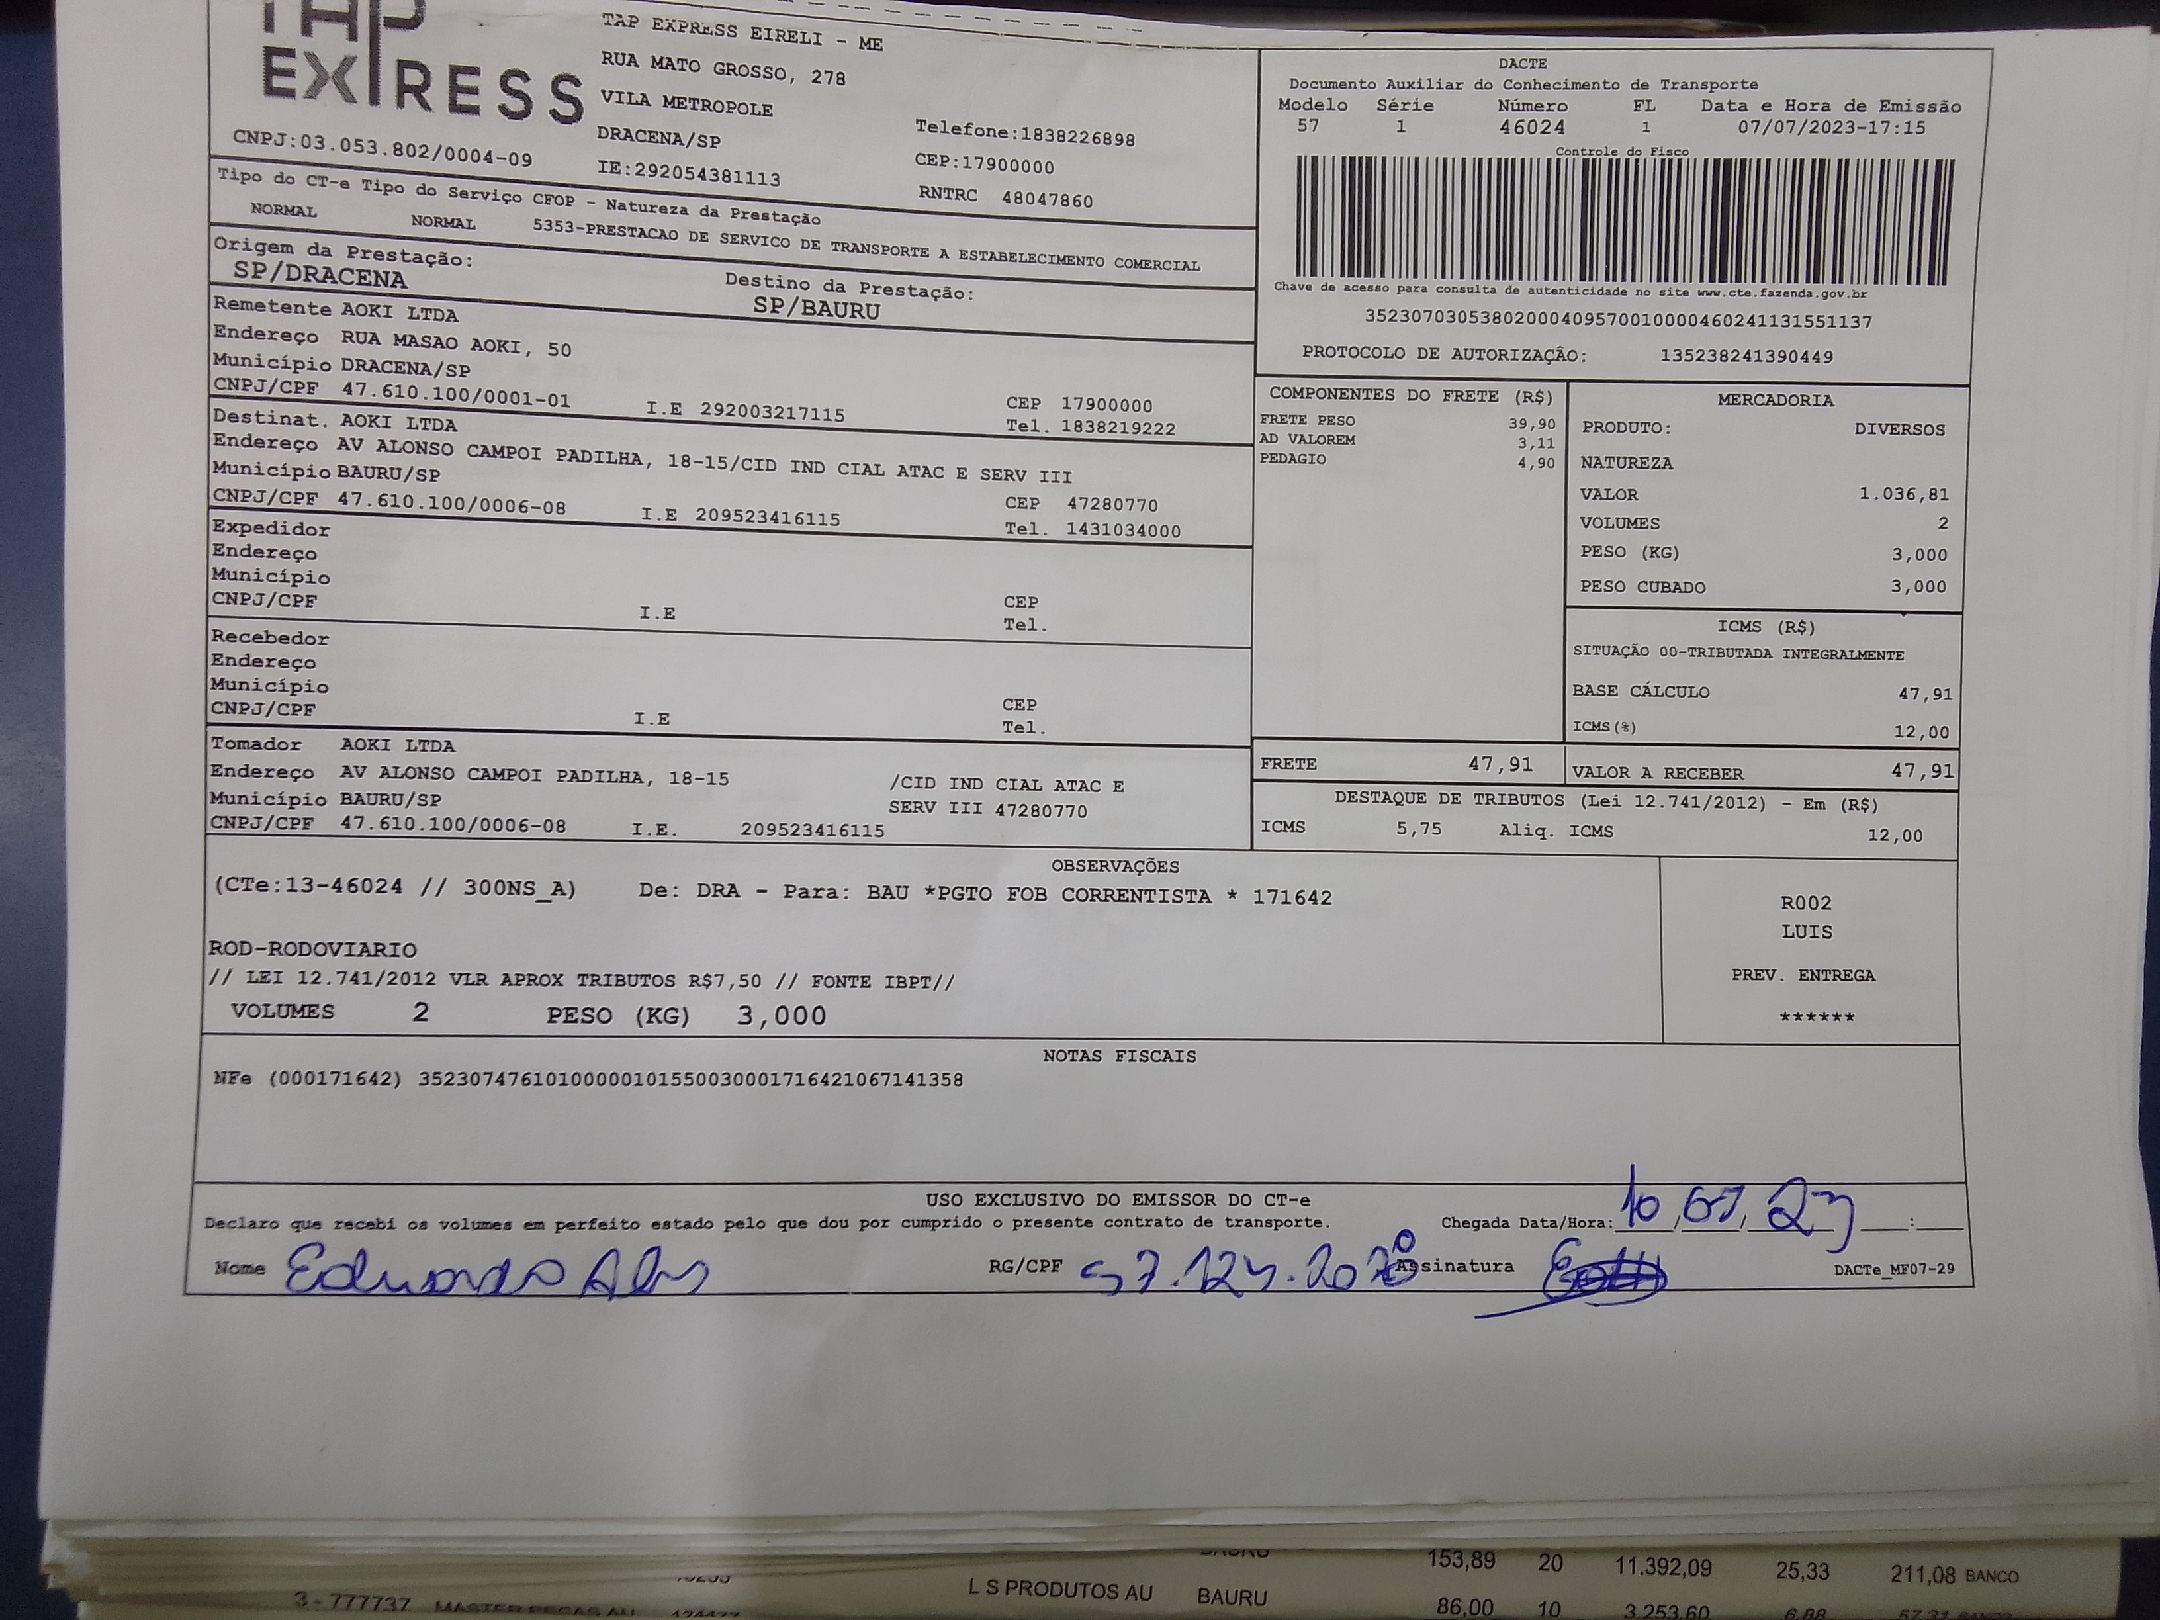 TAP
EXPRESS
TAP EXPRESS EIRELI - ME
RUA MATO GROSSO, 278
VILA METROPOLE
DRACENA/SP Telefone:1838226898
CNPJ:03.053.802/0004-09 IE:292054381113 CEP:17900000
RNTRC 48047860
Tipo do CT-e Tipo do Serviço CFOP - Natureza da Prestação
NORMAL NORMAL 5353-PRESTACAO DE SERVICO DE TRANSPORTE A ESTABELECIMENTO COMERCIAL
Origem da Prestação: Destino da Prestação:
SP/DRACENA SP/BAURU
Remetente AOKI LTDA
Endereço RUA MASAO AOKI, 50
Município DRACENA/SP CEP 17900000
CNPJ/CPF 47.610.100/0001-01 I.E 292003217115 Tel. 1838219222
Destinat. AOKI LTDA
Endereço AV ALONSO CAMPOI PADILHA, 18-15/CID IND CIAL ATAC E SERV III
Município BAURU/SP CEP 47280770
CNPJ/CPF 47.610.100/0006-08 I.E 209523416115 Tel. 1431034000
Expedidor
Endereço
Município CEP
CNPJ/CPF I.E Tel.
Recebedor
Endereço
Município CEP
CNPJ/CPF I.E Tel.
Tomador AOKI LTDA
Endereço AV ALONSO CAMPOI PADILHA, 18-15 /CID IND CIAL ATAC E
Município BAURU/SP SERV III 47280770
CNPJ/CPF 47.610.100/0006-08 I.E. 209523416115
DACTE
Documento Auxiliar do Conhecimento de Transporte
Modelo Série Número FL Data e Hora de Emissão
57 1 46024 1 07/07/2023-17:15
Controle do Fisco
Chave de acesso para consulta de autenticidade no site www.cte.fazenda.gov.br
35230703053802000409570010000460241131551137
PROTOCOLO DE AUTORIZAÇÃO: 135238241390449
COMPONENTES DO FRETE (R$)
FRETE PESO 39,90
AD VALOREM 3,11
PEDAGIO 4,90
MERCADORIA
PRODUTO: DIVERSOS
NATUREZA
VALOR 1.036,81
VOLUMES 2
PESO (KG) 3,000
PESO CUBADO 3,000
ICMS (R$)
SITUAÇÃO 00-TRIBUTADA INTEGRALMENTE
BASE CÁLCULO 47,91
ICMS(%) 12,00
FRETE 47,91 VALOR A RECEBER 47,91
DESTAQUE DE TRIBUTOS (Lei 12.741/2012) - Em (R$)
ICMS 5,75 Aliq. ICMS 12,00
OBSERVAÇÕES
(CTe:13-46024 // 300NS_A) De: DRA - Para: BAU *PGTO FOB CORRENTISTA * 171642
ROD-RODOVIARIO
// LEI 12.741/2012 VLR APROX TRIBUTOS R$7,50 // FONTE IBPT//
VOLUMES 2 PESO (KG) 3,000
R002
LUIS
PREV. ENTREGA
******
NOTAS FISCAIS
NFe (000171642) 35230747610100000101550030001716421067141358
USO EXCLUSIVO DO EMISSOR DO CT-e
Declaro que recebi os volumes em perfeito estado pelo que dou por cumprido o presente contrato de transporte. Chegada Data/Hora: 10 07 23 :
Nome Eduardo RG/CPF Assinatura DACTe_MF07-29
153,89 20 11.392,09 25,33 211,08 BANCO
3 - 777737 L S PRODUTOS AU BAURU 86,00 10 3.253,60